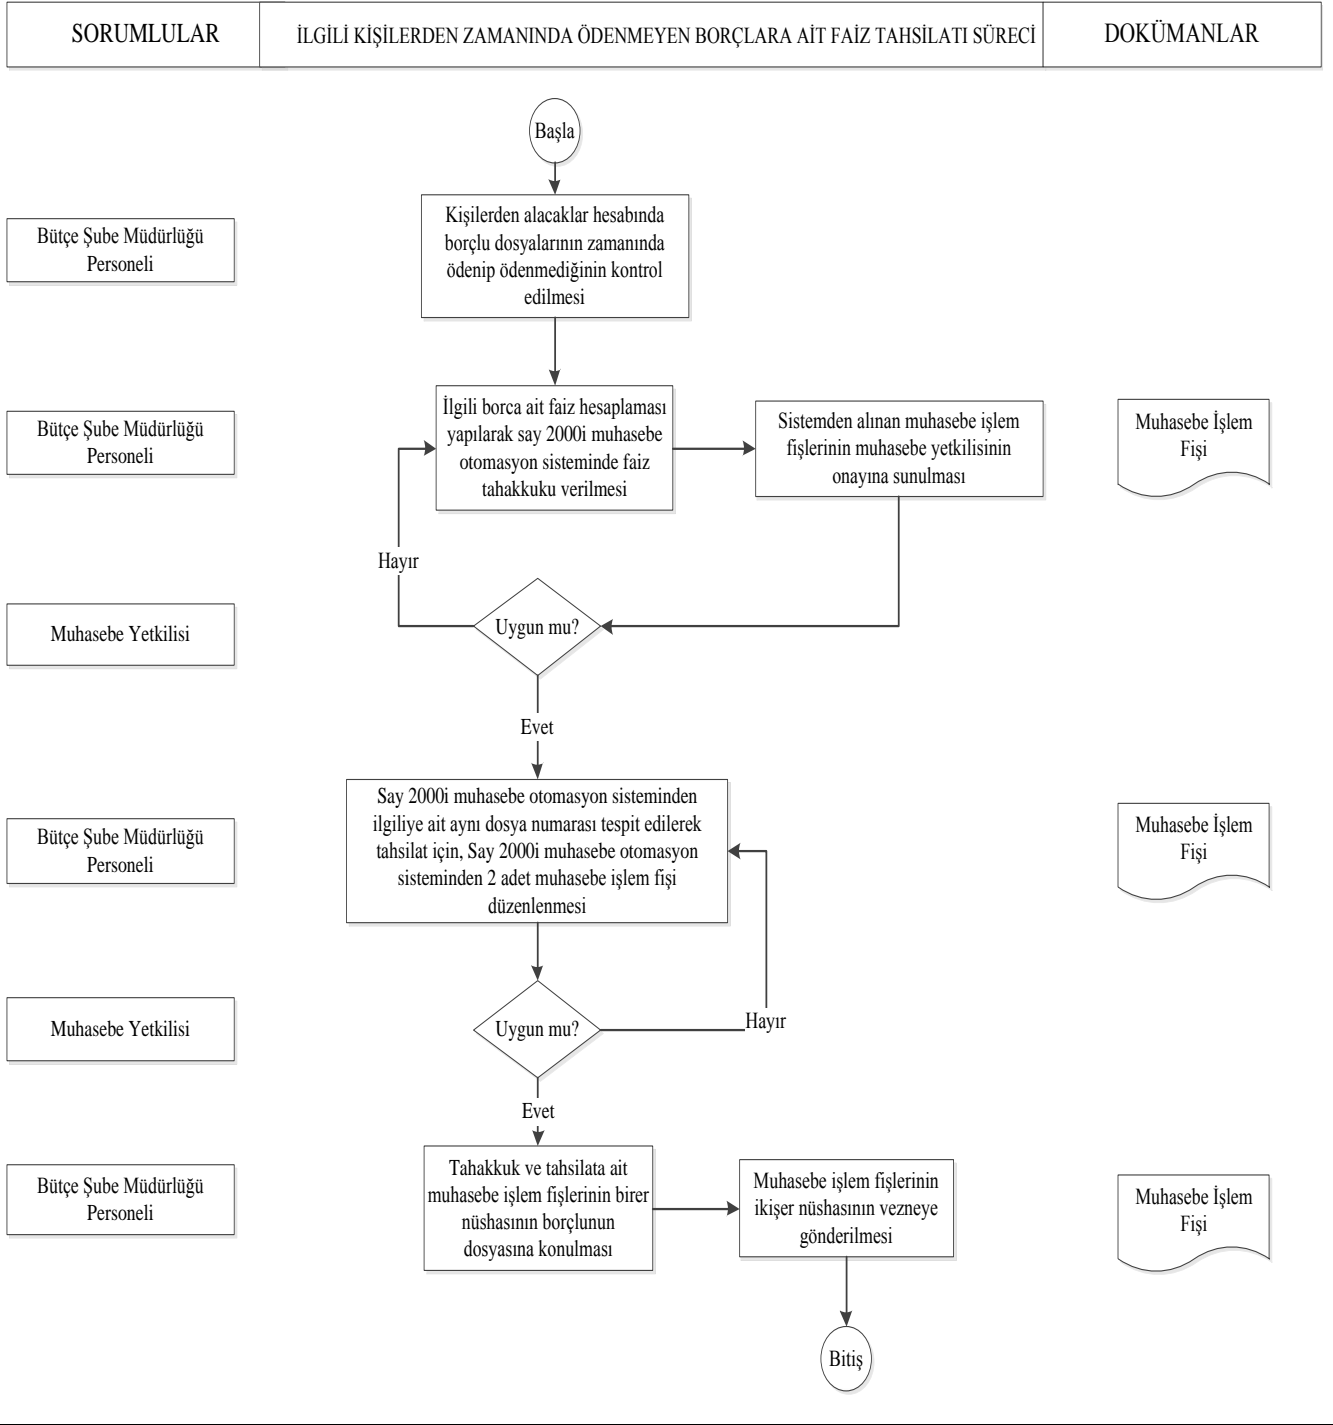 SORUMLULAR
İLGİLİ KİŞİLERDEN ZAMANINDA ÖDENMEYEN BORÇLARA AİT FAİZ TAHSİLATI SÜRECİ
DOKÜMANLAR
Başla
Bütçe Şube Müdürlüğü
Personeli
Kişilerden alacaklar hesabında
borçlu dosyalarının zamanında
ödenip ödenmediğinin kontrol
edilmesi
Bütçe Şube Müdürlüğü
Personeli
İlgili borca ait faiz hesaplaması
yapılarak say 2000i muhasebe
otomasyon sisteminde faiz
tahakkuku verilmesi
Sistemden alınan muhasebe işlem
fişlerinin muhasebe yetkilisinin
onayına sunulması
Muhasebe İşlem
Fişi
Hayır
Muhasebe Yetkilisi
Uygun mu?
Evet
Bütçe Şube Müdürlüğü
Personeli
Say 2000i muhasebe otomasyon sisteminden
ilgiliye ait aynı dosya numarası tespit edilerek
tahsilat için, Say 2000i muhasebe otomasyon
sisteminden 2 adet muhasebe işlem fişi
düzenlenmesi
Muhasebe İşlem
Fişi
Muhasebe Yetkilisi
Uygun mu?
Hayır
Evet
Bütçe Şube Müdürlüğü
Personeli
Tahakkuk ve tahsilata ait
muhasebe işlem fişlerinin birer
nüshasının borçlunun
dosyasına konulması
Muhasebe işlem fişlerinin
ikişer nüshasının vezneye
gönderilmesi
Muhasebe İşlem
Fişi
Bitiş